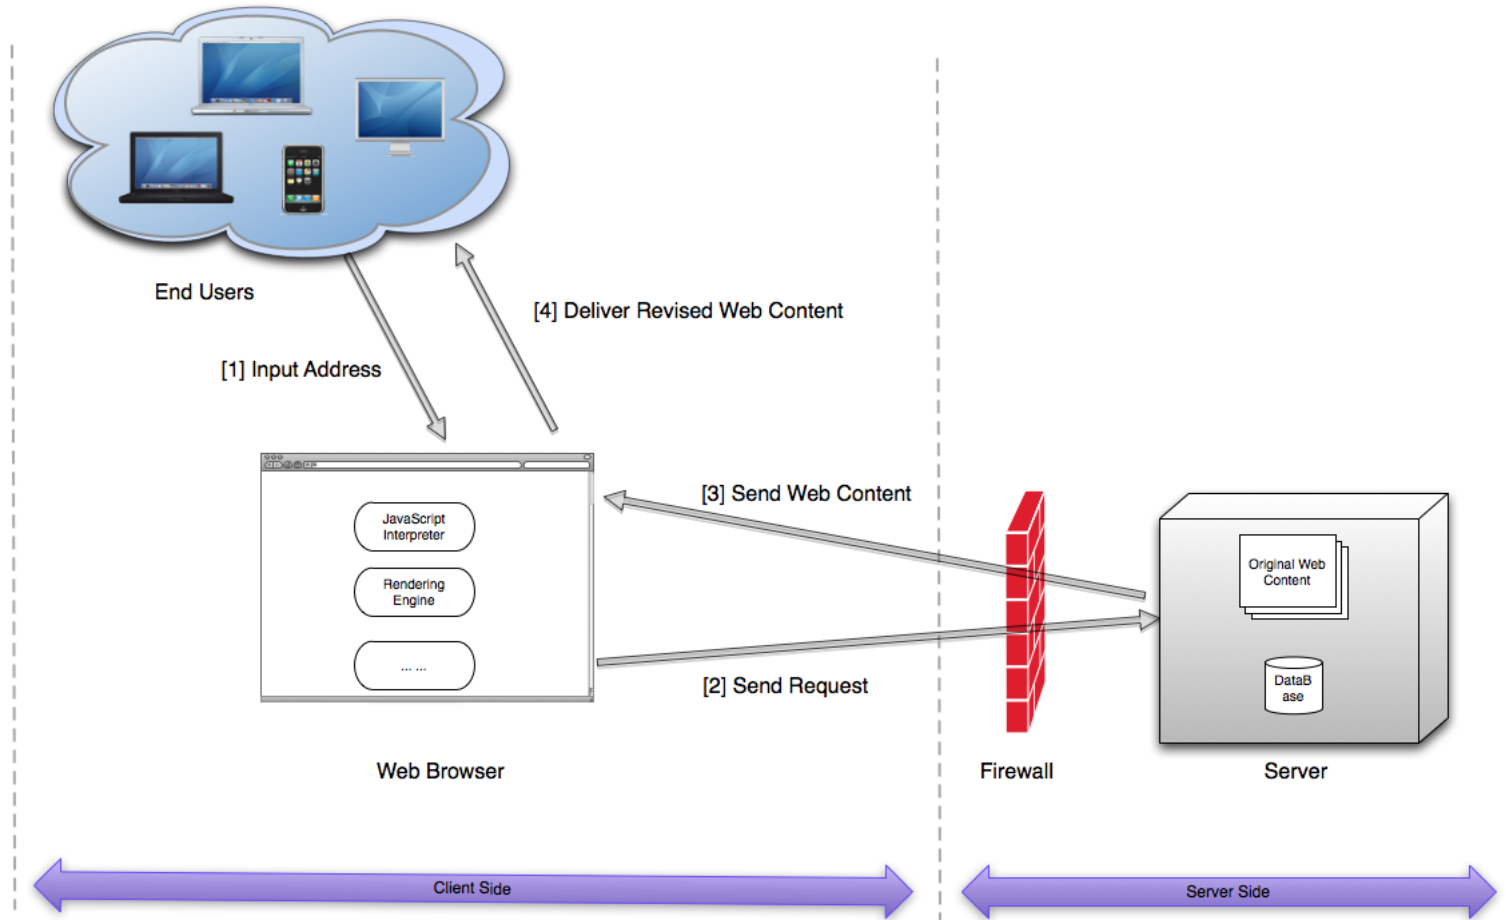 End Users
[4] Deliver Revised Web Content
[1] Input Address
[3] Send Web Content
JavaScript
Interpreter
Rendering
Engine
... ...
[2] Send Request
Original Web
Content
DataB
ase
Web Browser
Firewall
Server
Client Side
Server Side